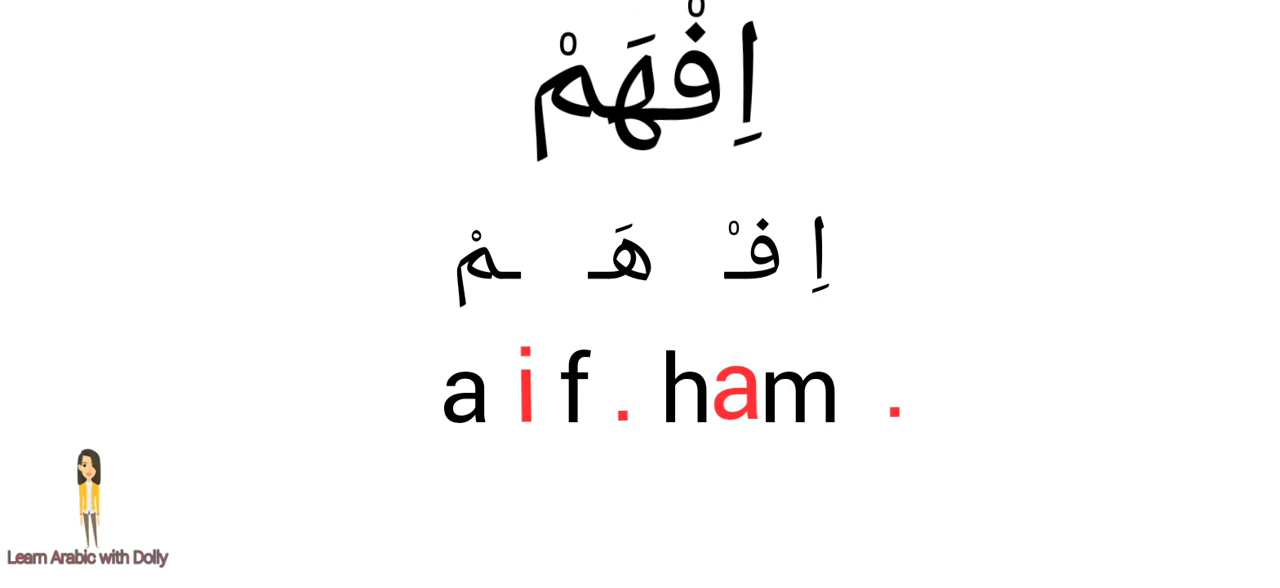 اِفْهَمْ
اِ فْـ هَـ ـمْ
a i f . ham .
Learn Arabic with Dolly